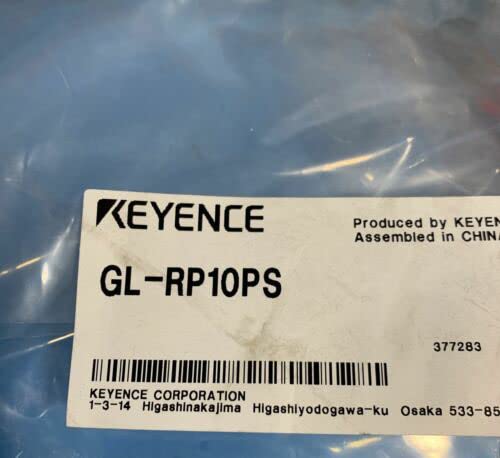 KEYENCE
Produced by KEYEN
Assembled in CHINA
GL-RP10PS
377283
KEYENCE CORPORATION
1-3-14 Higashinakajima Higashiyodogawa-ku Osaka 533-85